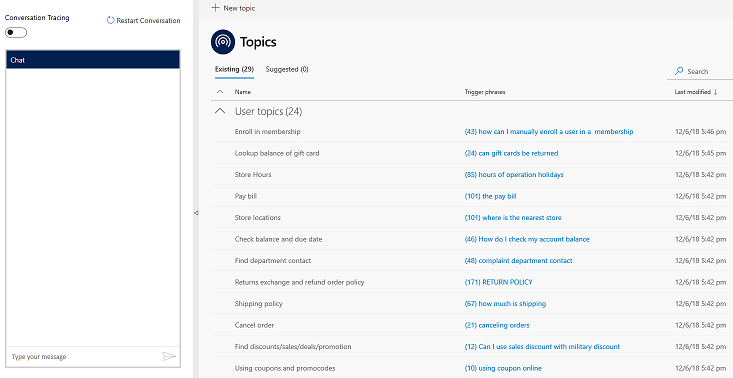 Conversation Tracing
Restart Conversation
Chat
Type your message
New topic
Topics
Existing (29) Suggested (0)
Search
Name Trigger phrases Last modified ↓
User topics (24)
Enroll in membership (43) how can I manually enroll a user in a membership 12/6/18 5:46 pm
Lookup balance of gift card (24) can gift cards be returned 12/6/18 5:45 pm
Store Hours (85) hours of operation holidays 12/6/18 5:42 pm
Pay bill (101) the pay bill 12/6/18 5:42 pm
Store locations (101) where is the nearest store 12/6/18 5:42 pm
Check balance and due date (46) How do I check my account balance 12/6/18 5:42 pm
Find department contact (48) complaint department contact 12/6/18 5:42 pm
Returns exchange and refund order policy (171) RETURN POLICY 12/6/18 5:42 pm
Shipping policy (67) how much is shipping 12/6/18 5:42 pm
Cancel order (21) canceling orders 12/6/18 5:42 pm
Find discounts/sales/deals/promotion (12) Can I use sales discount with military discount 12/6/18 5:42 pm
Using coupons and promocodes (10) using coupon online 12/6/18 5:42 pm